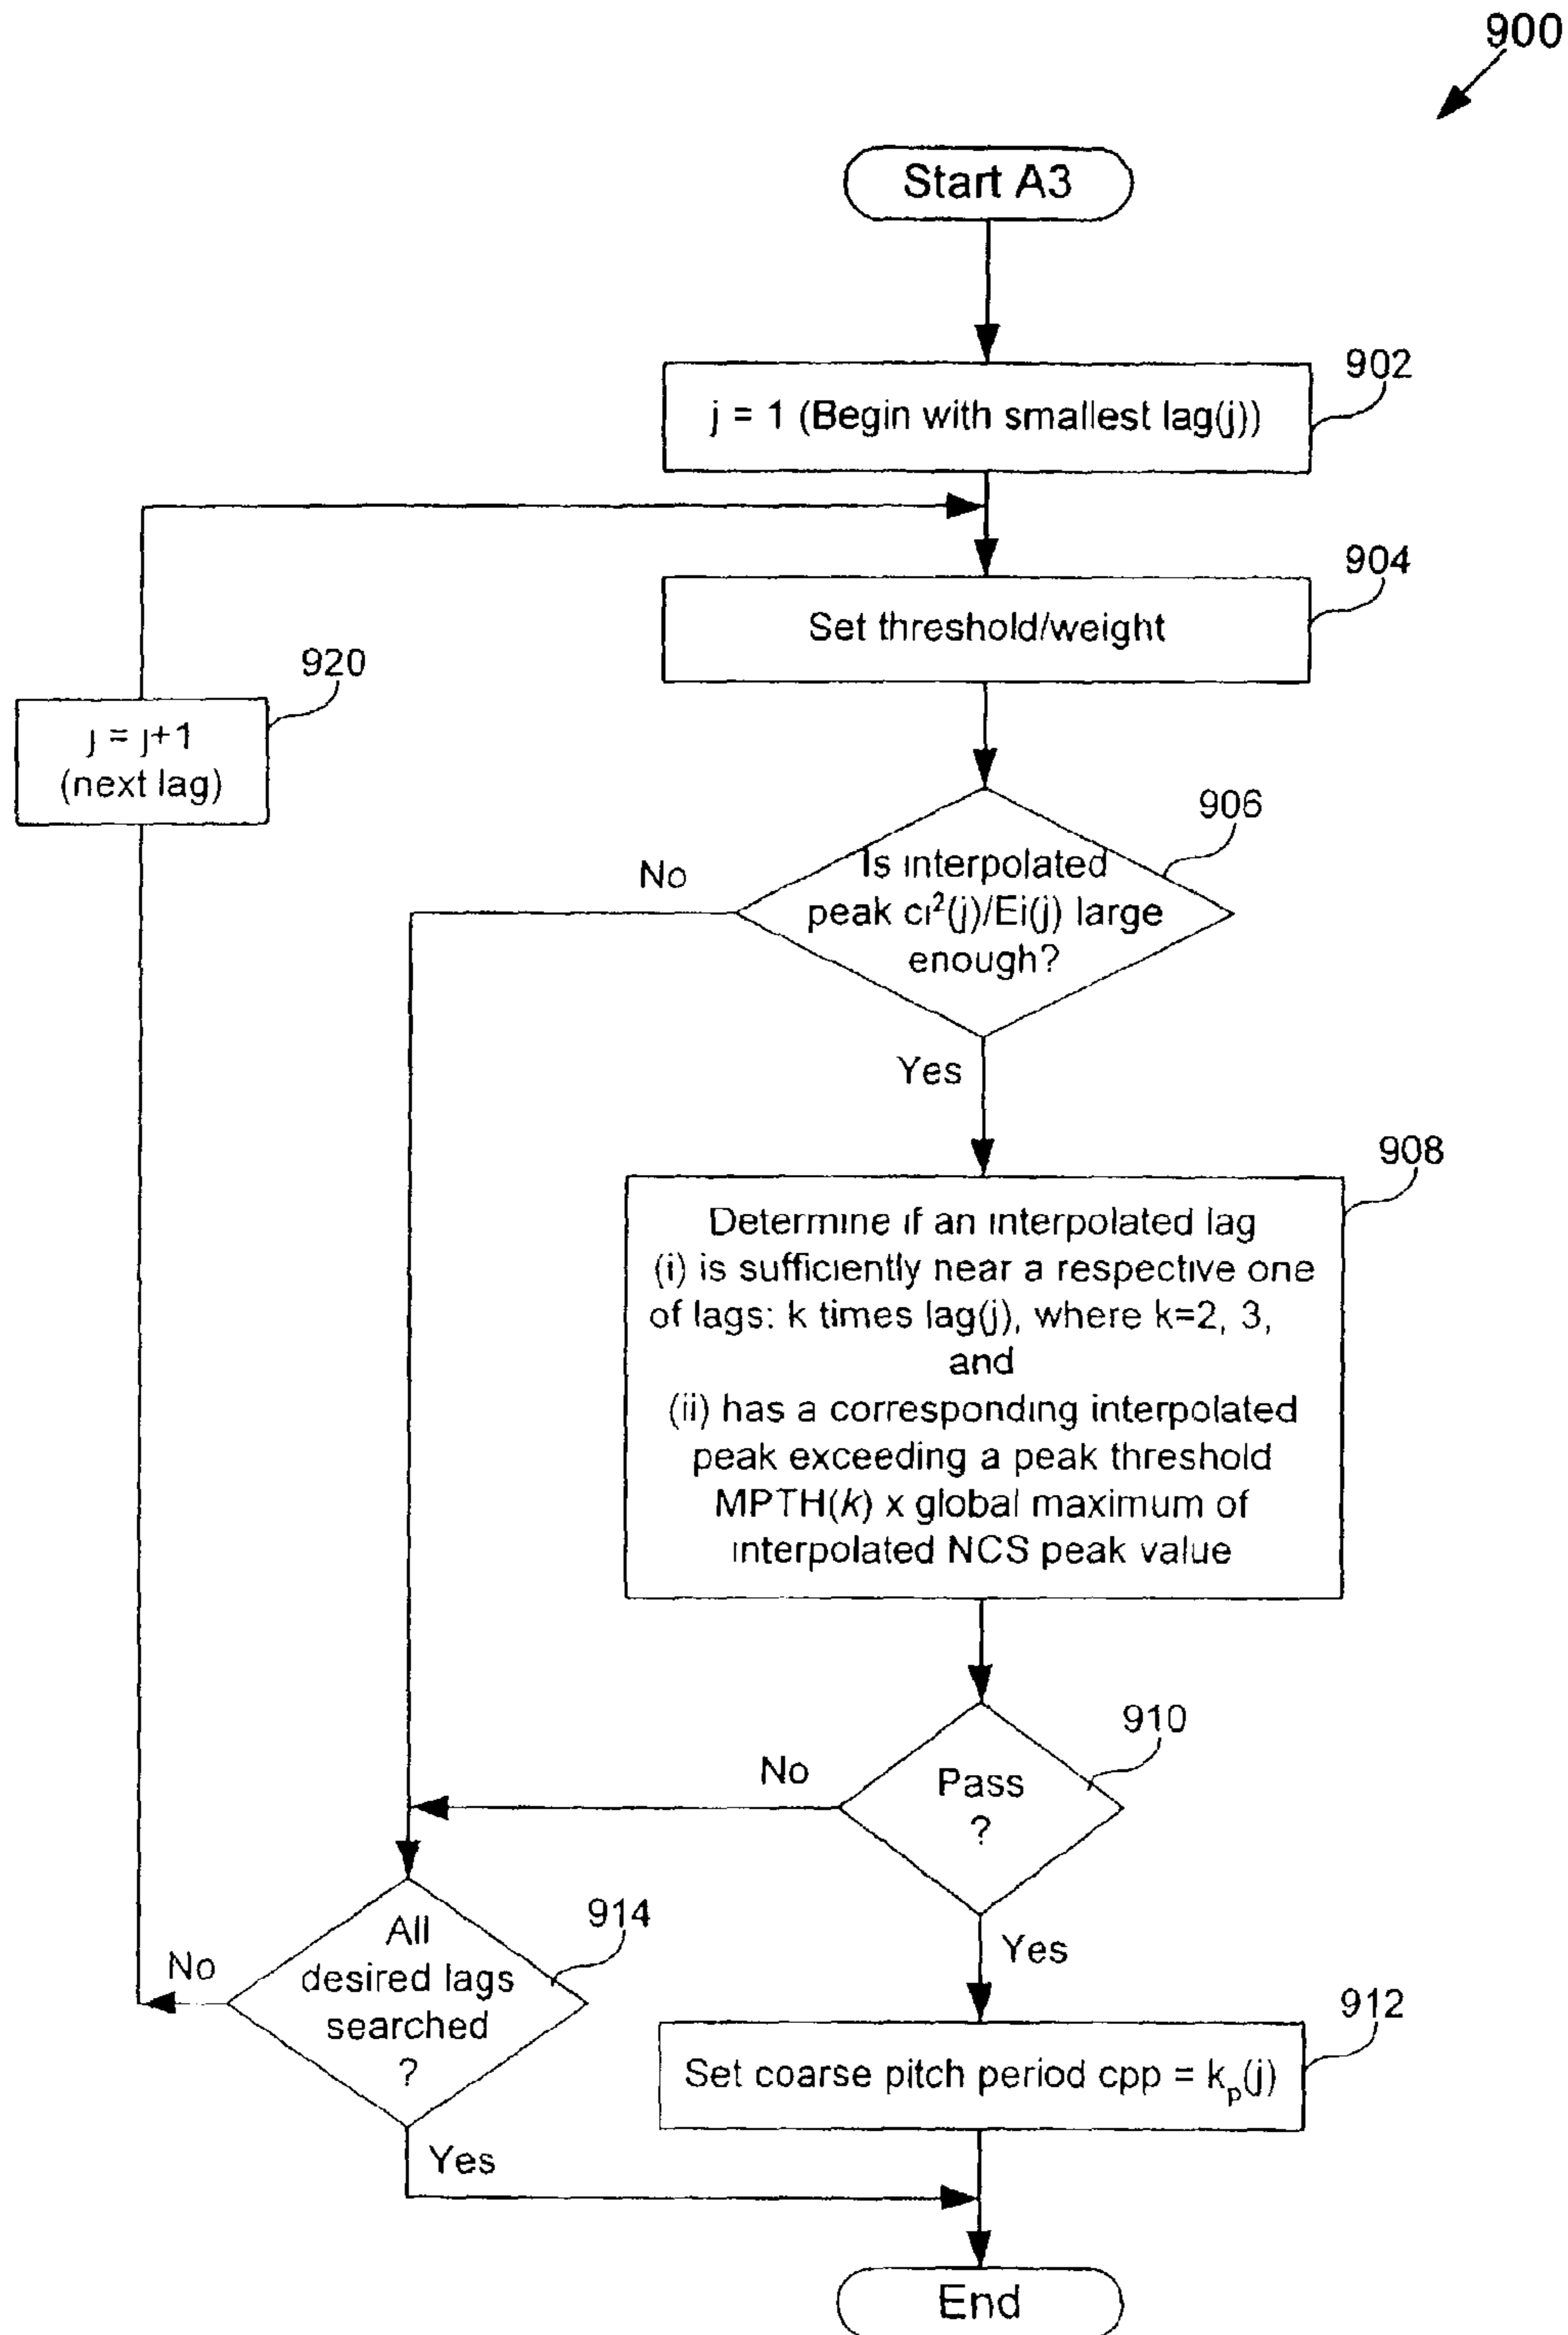 900
Start A3
902
j = 1 (Begin with smallest lag(j))
904
Set threshold/weight
920
j = j+1
(next lag)
906
Is interpolated
peak ci²(j)/Ei(j) large
enough?
No
Yes
908
Determine if an interpolated lag
(i) is sufficiently near a respective one
of lags: k times lag(j), where k=2, 3,
and
(ii) has a corresponding interpolated
peak exceeding a peak threshold
MPTH(k) x global maximum of
interpolated NCS peak value
910
Pass
?
No
Yes
914
All
desired lags
searched
?
No
Yes
912
Set coarse pitch period cpp = kₚ(j)
End